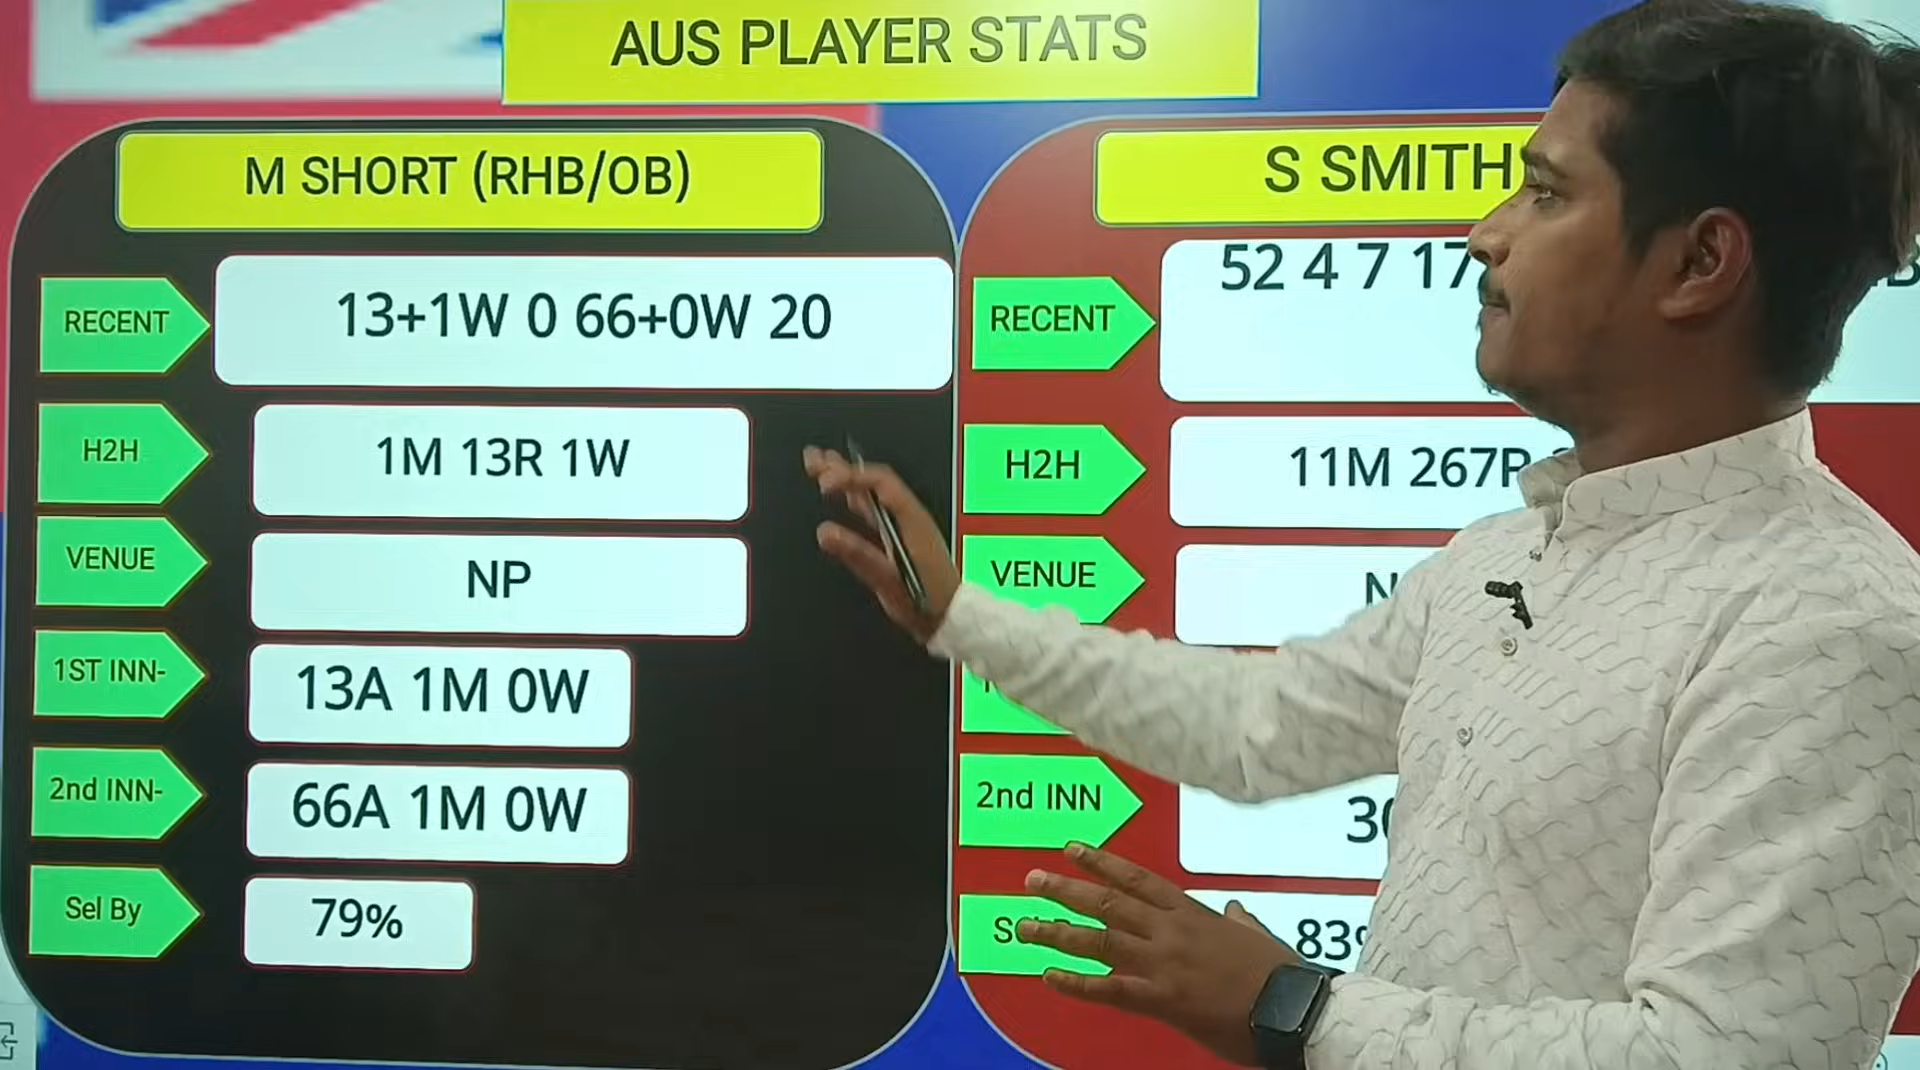 AUS PLAYER STATS
M SHORT (RHB/OB)
RECENT
13+1W 0 66+0W 20
H2H
1M 13R 1W
VENUE
NP
1ST INN-
13A 1M 0W
2nd INN-
66A 1M 0W
Sel By
79%
S SMITH
RECENT
52 4 7 17
H2H
11M 267R
VENUE
2nd INN
83%